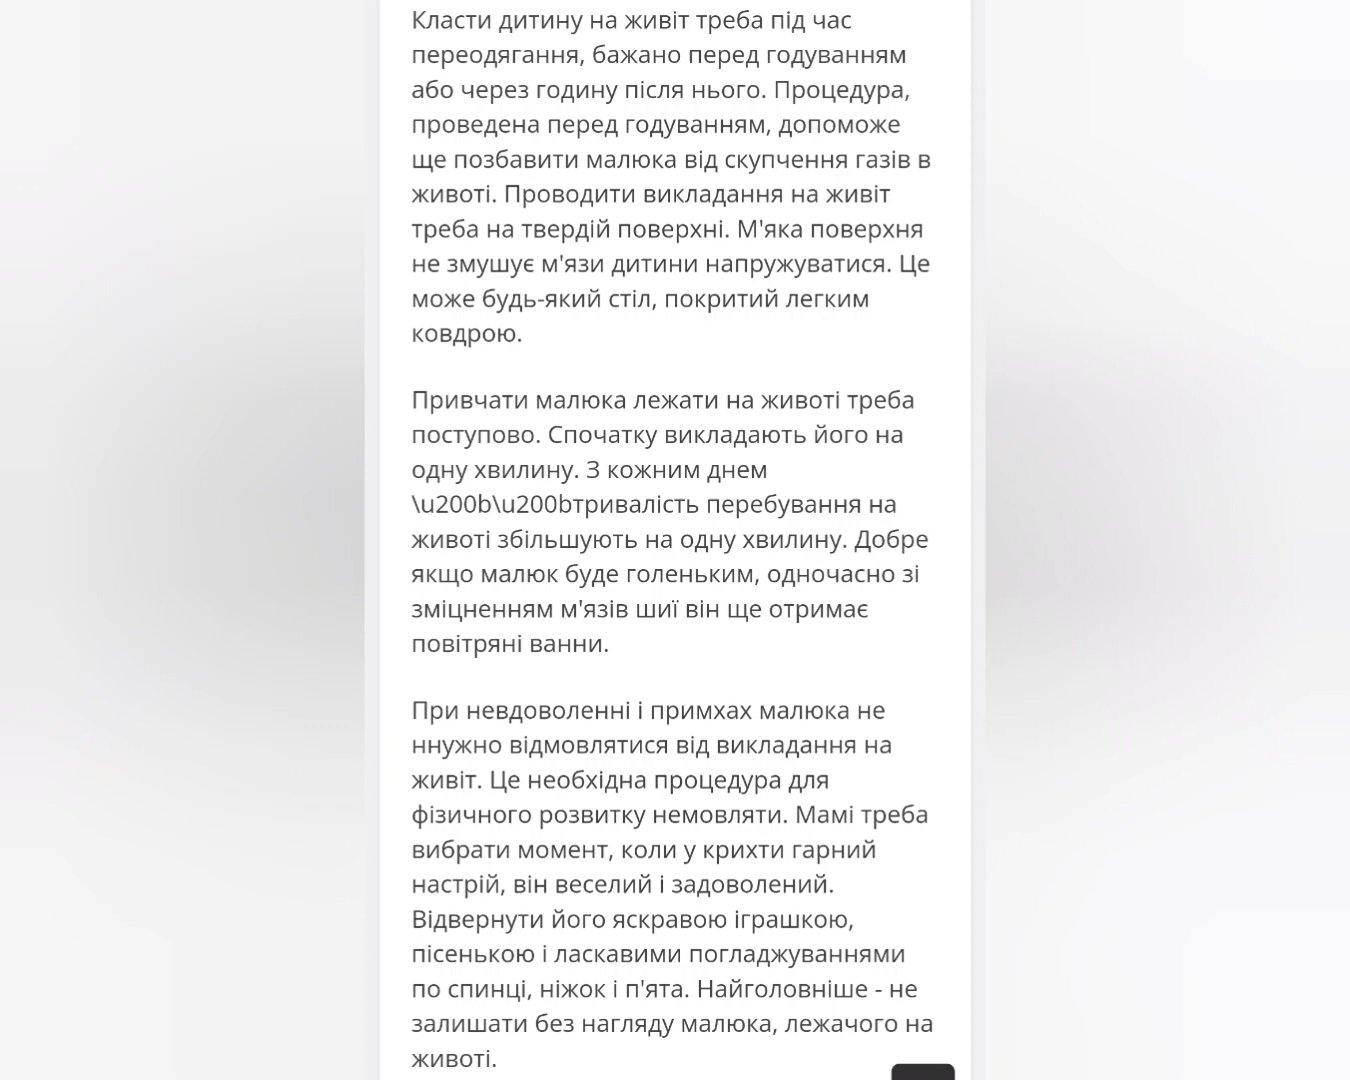 Класти дитину на живіт треба під час
переодягання, бажано перед годуванням
або через годину після нього. Процедура,
проведена перед годуванням, допоможе
ще позбавити малюка від скупчення газів в
животі. Проводити викладання на живіт
треба на твердій поверхні. М'яка поверхня
не змушує м'язи дитини напружуватися. Це
може будь-який стіл, покритий легким
ковдрою.
Привчати малюка лежати на животі треба
поступово. Спочатку викладають його на
одну хвилину. З кожним днем
\u200b\u200bтривалість перебування на
животі збільшують на одну хвилину. Добре
якщо малюк буде голеньким, одночасно зі
зміцненням м'язів шиї він ще отримає
повітряні ванни.
При невдоволенні і примхах малюка не
ннужно відмовлятися від викладання на
живіт. Це необхідна процедура для
фізичного розвитку немовляти. Мамі треба
вибрати момент, коли у крихти гарний
настрій, він веселий і задоволений.
Відвернути його яскравою іграшкою,
пісенькою і ласкавими погладжуваннями
по спинці, ніжок і п'ята. Найголовніше - не
залишати без нагляду малюка, лежачого на
животі.